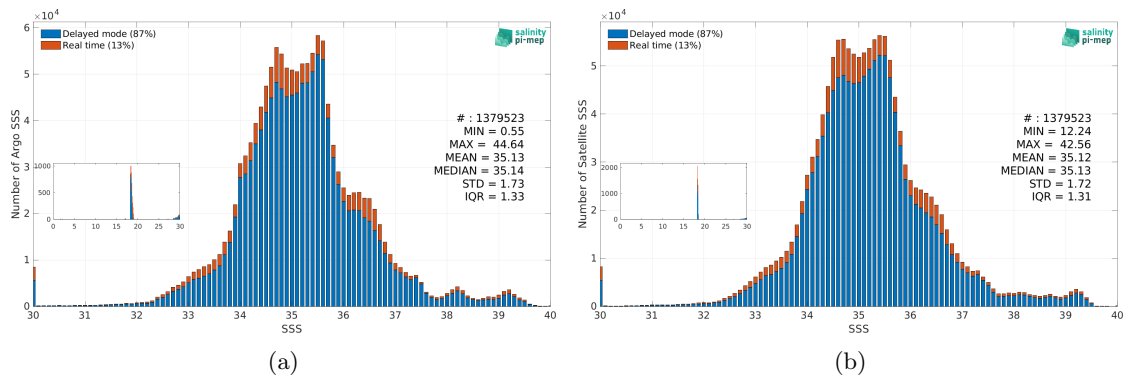 ×10⁴
Delayed mode (87%)
Real time (13%)
salinity
pi-mep
6
5
4
3
2
1
0
Number of Argo SSS
# : 1379523
MIN = 0.55
MAX = 44.64
MEAN = 35.13
MEDIAN = 35.14
STD = 1.73
IQR = 1.33
1000
500
0
0 5 10 15 20 25 30
30 31 32 33 34 35 36 37 38 39 40
SSS
(a)
×10⁴
Delayed mode (87%)
Real time (13%)
salinity
pi-mep
5
4
3
2
1
0
Number of Satellite SSS
# : 1379523
MIN = 12.24
MAX = 42.56
MEAN = 35.12
MEDIAN = 35.13
STD = 1.72
IQR = 1.31
2000
1000
0
0 5 10 15 20 25 30
30 31 32 33 34 35 36 37 38 39 40
SSS
(b)